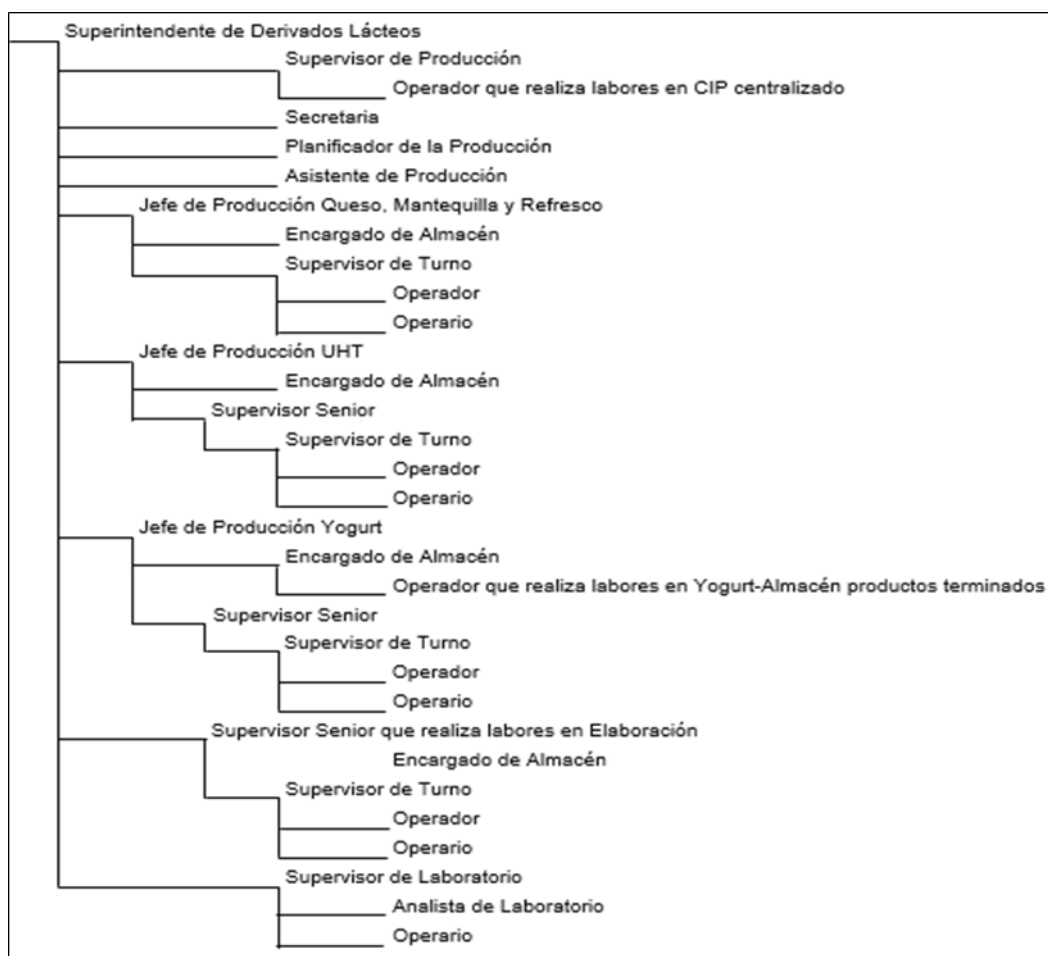 Superintendente de Derivados Lácteos
Supervisor de Producción
Operador que realiza labores en CIP centralizado
Secretaria
Planificador de la Producción
Asistente de Producción
Jefe de Producción Queso, Mantequilla y Refresco
Encargado de Almacén
Supervisor de Turno
Operador
Operario
Jefe de Producción UHT
Encargado de Almacén
Supervisor Senior
Supervisor de Turno
Operador
Operario
Jefe de Producción Yogurt
Encargado de Almacén
Operador que realiza labores en Yogurt-Almacén productos terminados
Supervisor Senior
Supervisor de Turno
Operador
Operario
Supervisor Senior que realiza labores en Elaboración
Encargado de Almacén
Supervisor de Turno
Operador
Operario
Supervisor de Laboratorio
Analista de Laboratorio
Operario